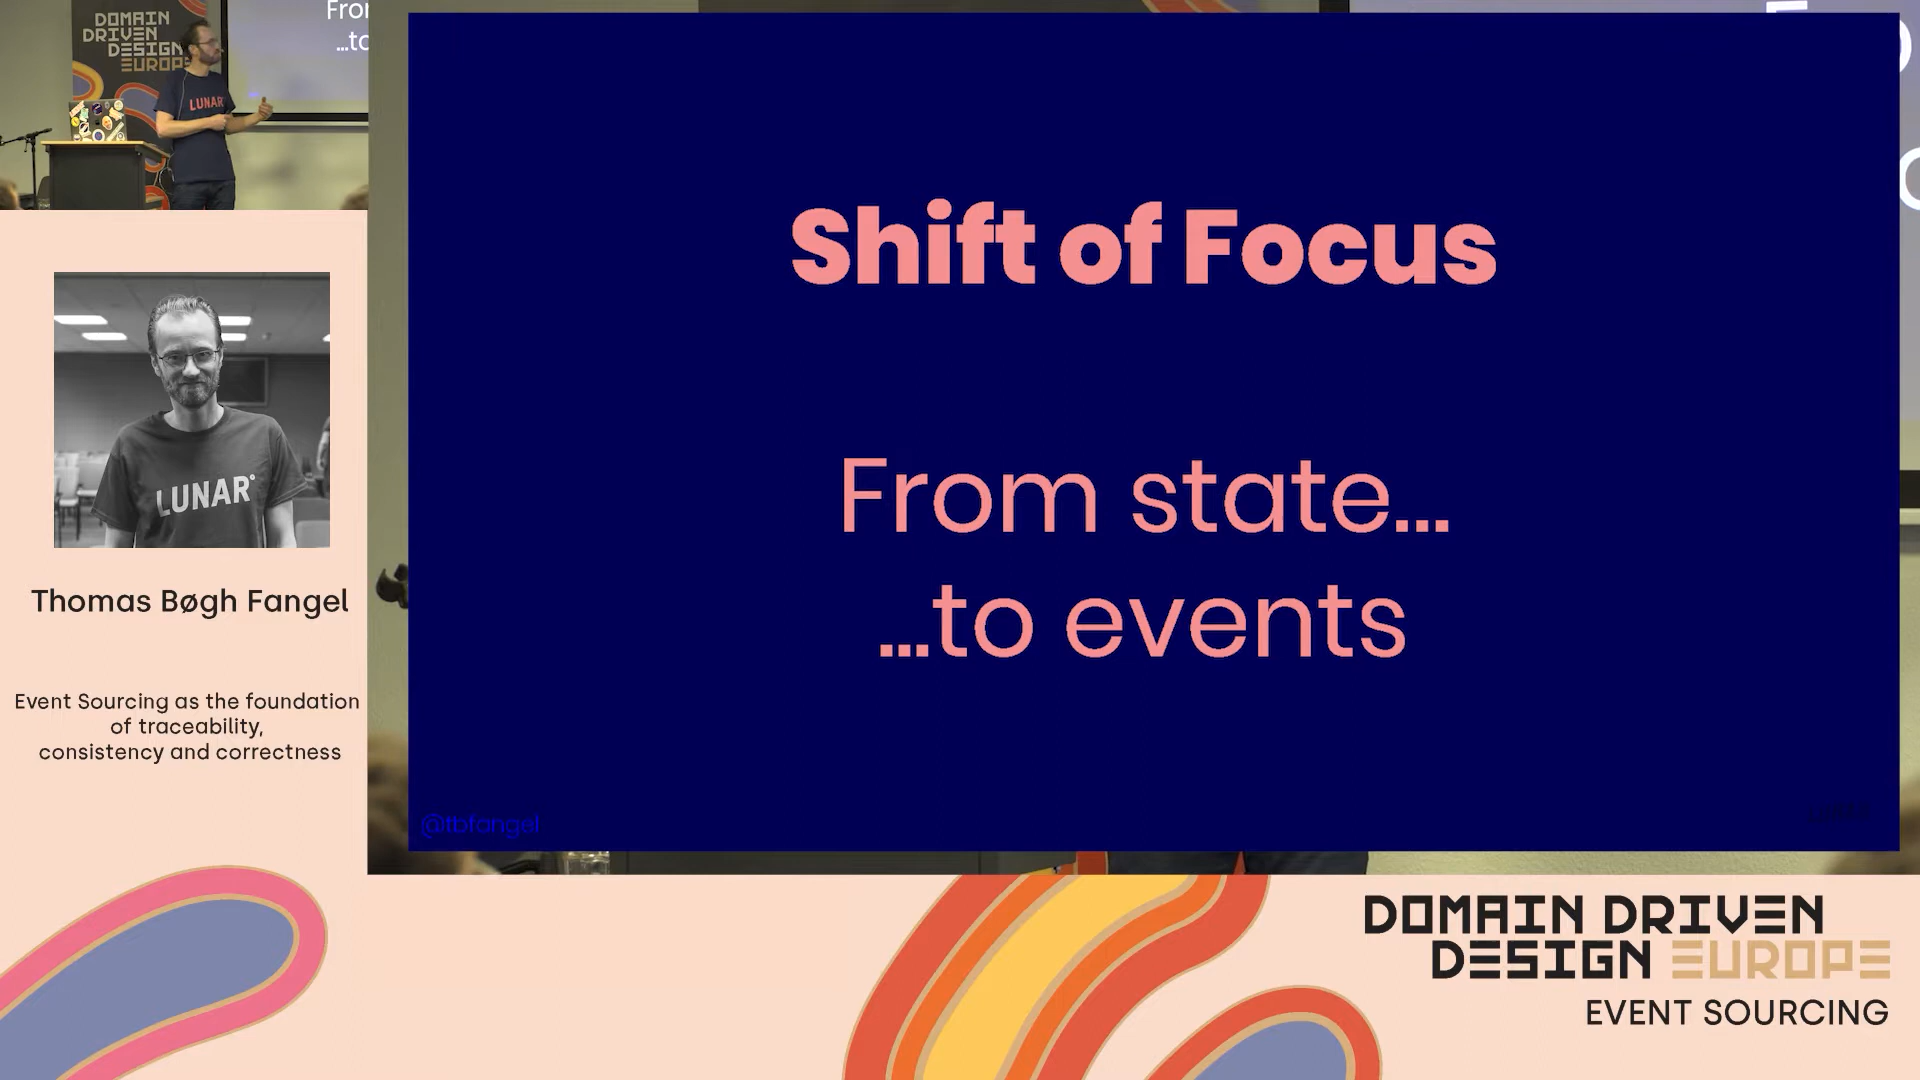 DOMAIN
DRIVEN
DESIGN
EUROPE
LUNAR
From
...to
Shift of Focus
From state...
...to events
@tbfangel
LUNAR°
Thomas Bøgh Fangel
Event Sourcing as the foundation
of traceability,
consistency and correctness
DOMAIN DRIVEN
DESIGN EUROPE
EVENT SOURCING